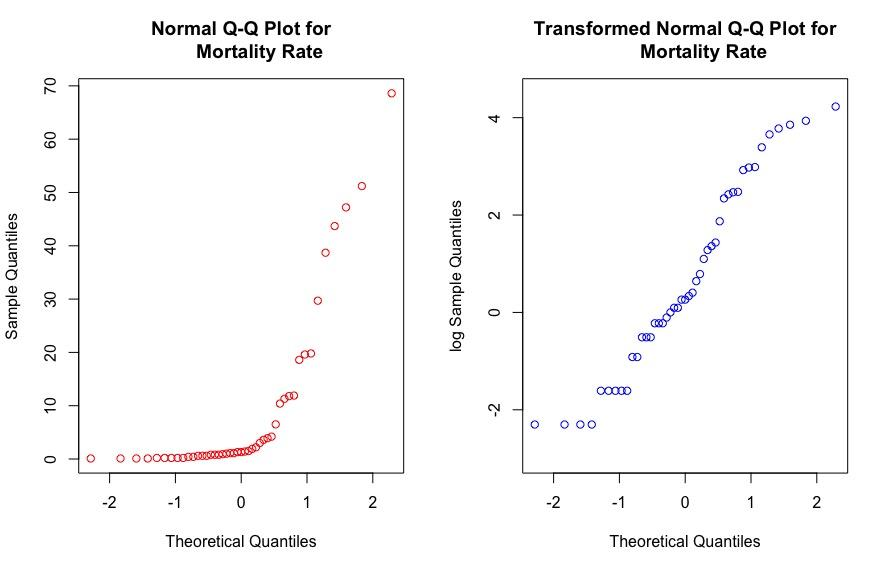 Normal Q-Q Plot for
Mortality Rate
Sample Quantiles
70
60
50
40
30
20
10
0
-2 -1 0 1 2
Theoretical Quantiles
Transformed Normal Q-Q Plot for
Mortality Rate
log Sample Quantiles
4
2
0
-2
-2 -1 0 1 2
Theoretical Quantiles